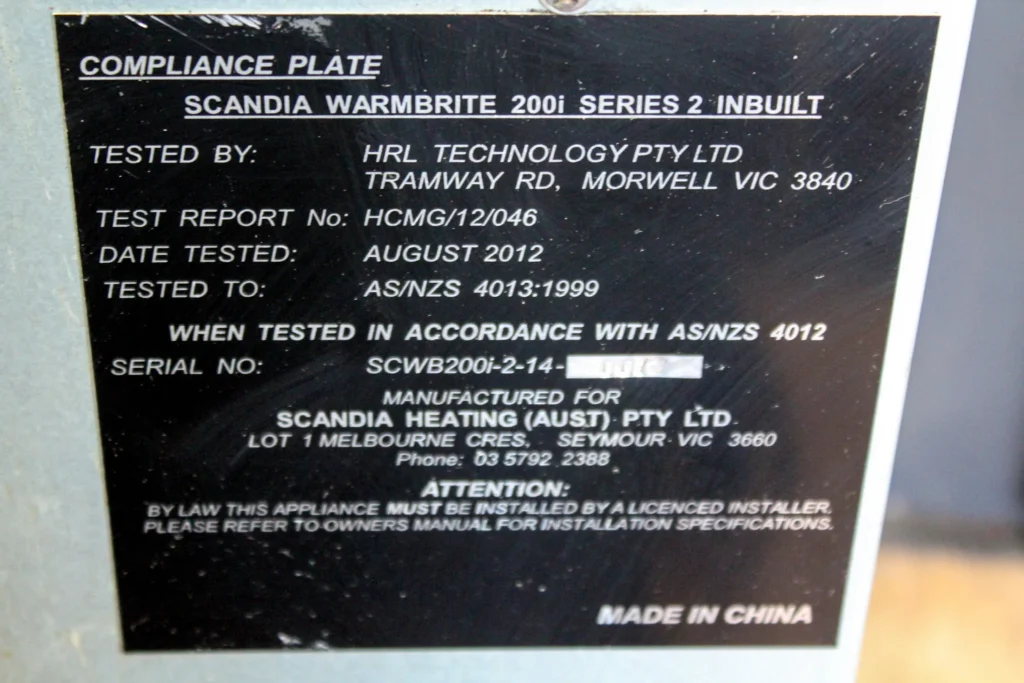 COMPLIANCE PLATE
SCANDIA WARMBRITE 200i SERIES 2 INBUILT
TESTED BY: HRL TECHNOLOGY PTY LTD
TRAMWAY RD, MORWELL VIC 3840
TEST REPORT No: HCMG/12/046
DATE TESTED: AUGUST 2012
TESTED TO: AS/NZS 4013:1999
WHEN TESTED IN ACCORDANCE WITH AS/NZS 4012
SERIAL NO: SCWB200i-2-14-
MANUFACTURED FOR
SCANDIA HEATING (AUST) PTY LTD
LOT 1 MELBOURNE CRES, SEYMOUR VIC 3660
Phone: 03 5792 2388
ATTENTION:
BY LAW THIS APPLIANCE MUST BE INSTALLED BY A LICENCED INSTALLER.
PLEASE REFER TO OWNERS MANUAL FOR INSTALLATION SPECIFICATIONS.
MADE IN CHINA